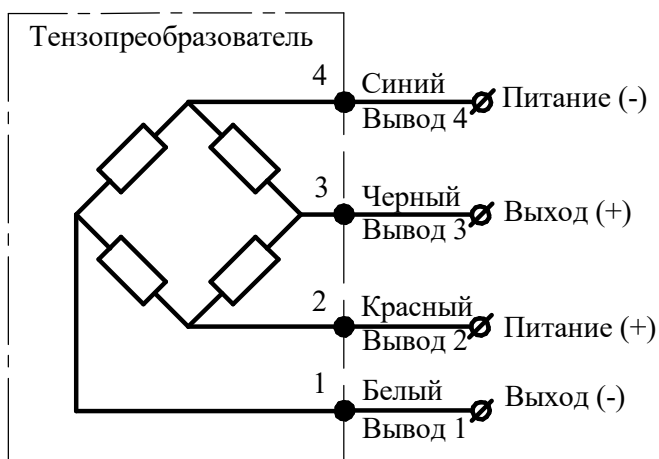 Тензопреобразователь
4
Синий
Вывод 4
Питание (-)
3
Черный
Вывод 3
Выход (+)
2
Красный
Вывод 2
Питание (+)
1
Белый
Вывод 1
Выход (-)